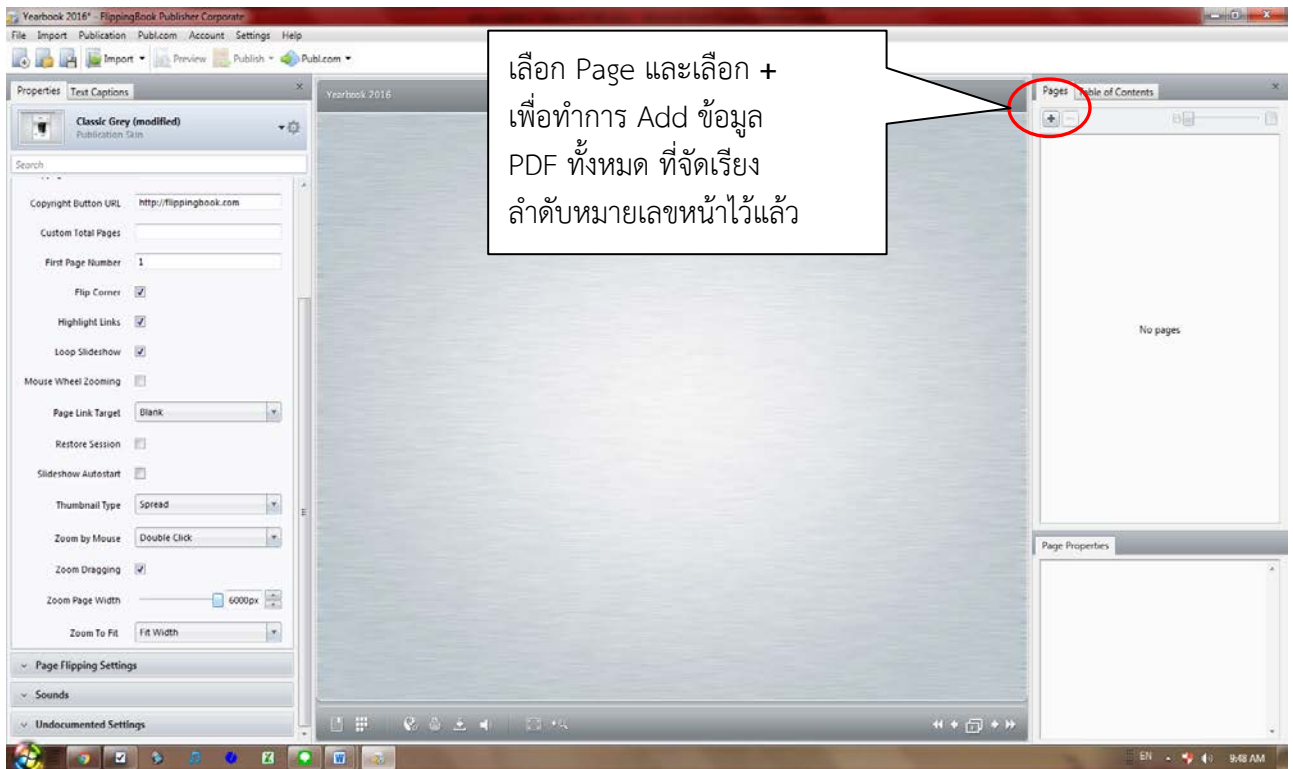 Yearbook 2016* - FlippingBook Publisher Corporate
File Import Publication Publ.com Account Settings Help
Import Preview Publish Publ.com
Properties Text Captions
Classic Grey (modified)
Publication Skin
Search
Copyright Button URL http://flippingbook.com
Custom Total Pages
First Page Number 1
Flip Corner
Highlight Links
Loop Slideshow
Mouse Wheel Zooming
Page Link Target Blank
Restore Session
Slideshow Autostart
Thumbnail Type Spread
Zoom by Mouse Double Click
Zoom Dragging
Zoom Page Width 6000px
Zoom To Fit Fit Width
Page Flipping Settings
Sounds
Undocumented Settings
Yearbook 2016
เลือก Page และเลือก +
เพื่อทำการ Add ข้อมูล
PDF ทั้งหมด ที่จัดเรียง
ลำดับหมายเลขหน้าไว้แล้ว
Pages Table of Contents
No pages
Page Properties
EN 9:48 AM